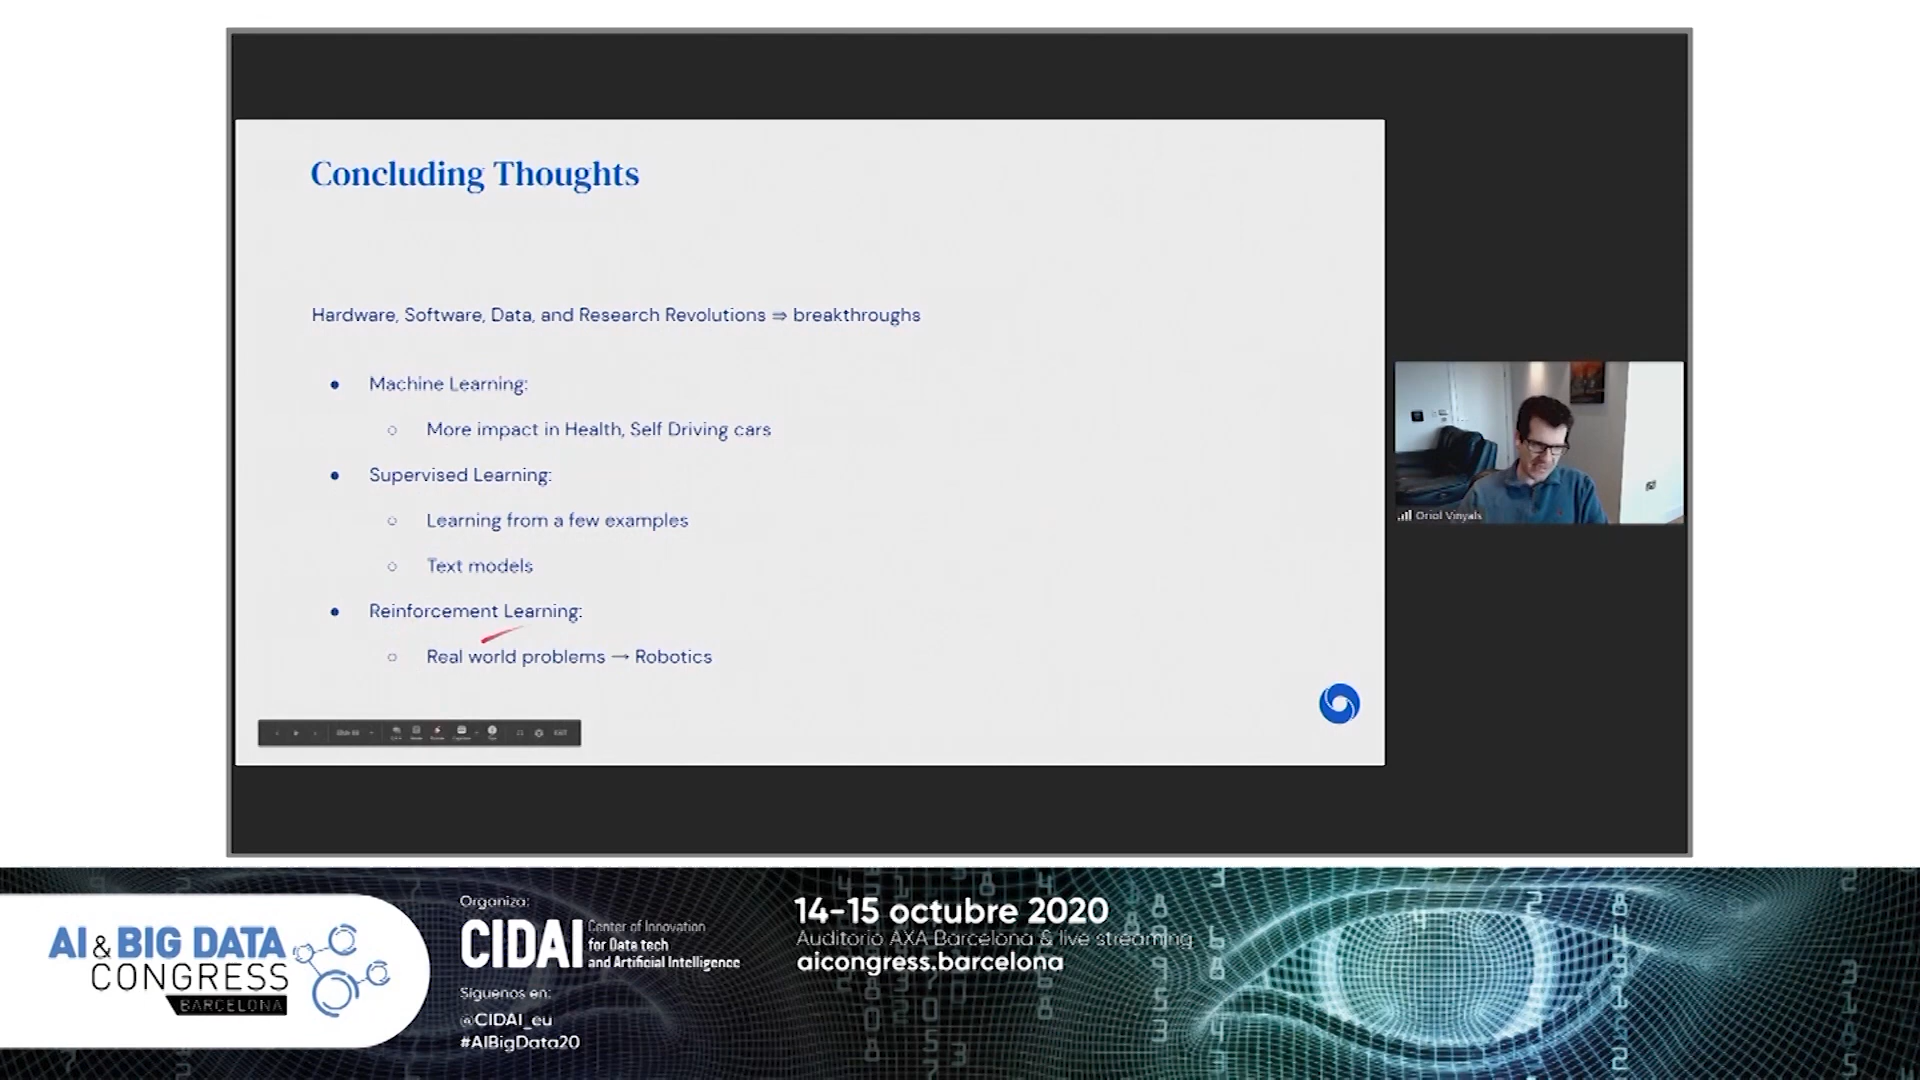 Concluding Thoughts
Hardware, Software, Data, and Research Revolutions ⇒ breakthroughs
● Machine Learning:
○ More impact in Health, Self Driving cars
● Supervised Learning:
○ Learning from a few examples
○ Text models
● Reinforcement Learning:
○ Real world problems → Robotics
Oriol Vinyals
AI & BIG DATA
CONGRESS
BARCELONA
Organiza:
CIDAI
Center of Innovation
for Data tech
and Artificial Intelligence
Síguenos en:
@CIDAI_eu
#AIBigData20
14-15 octubre 2020
Auditorio AXA Barcelona & live streaming
aicongress.barcelona